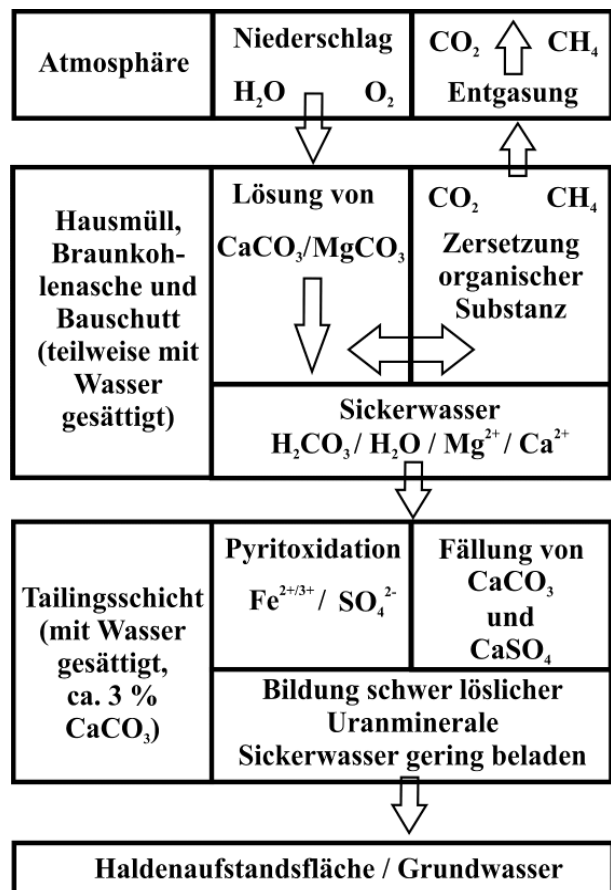 Atmosphäre
Niederschlag
H₂O O₂
CO₂ CH₄
Entgasung
Hausmüll,
Braunkoh-
lenasche und
Bauschutt
(teilweise mit
Wasser
gesättigt)
Lösung von
CaCO₃/MgCO₃
CO₂ CH₄
Zersetzung
organischer
Substanz
Sickerwasser
H₂CO₃ / H₂O / Mg²⁺ / Ca²⁺
Tailingsschicht
(mit Wasser
gesättigt,
ca. 3 %
CaCO₃)
Pyritoxidation
Fe²⁺ᐟ³⁺ / SO₄²⁻
Fällung von
CaCO₃
und
CaSO₄
Bildung schwer löslicher
Uranminerale
Sickerwasser gering beladen
Haldenaufstandsfläche / Grundwasser